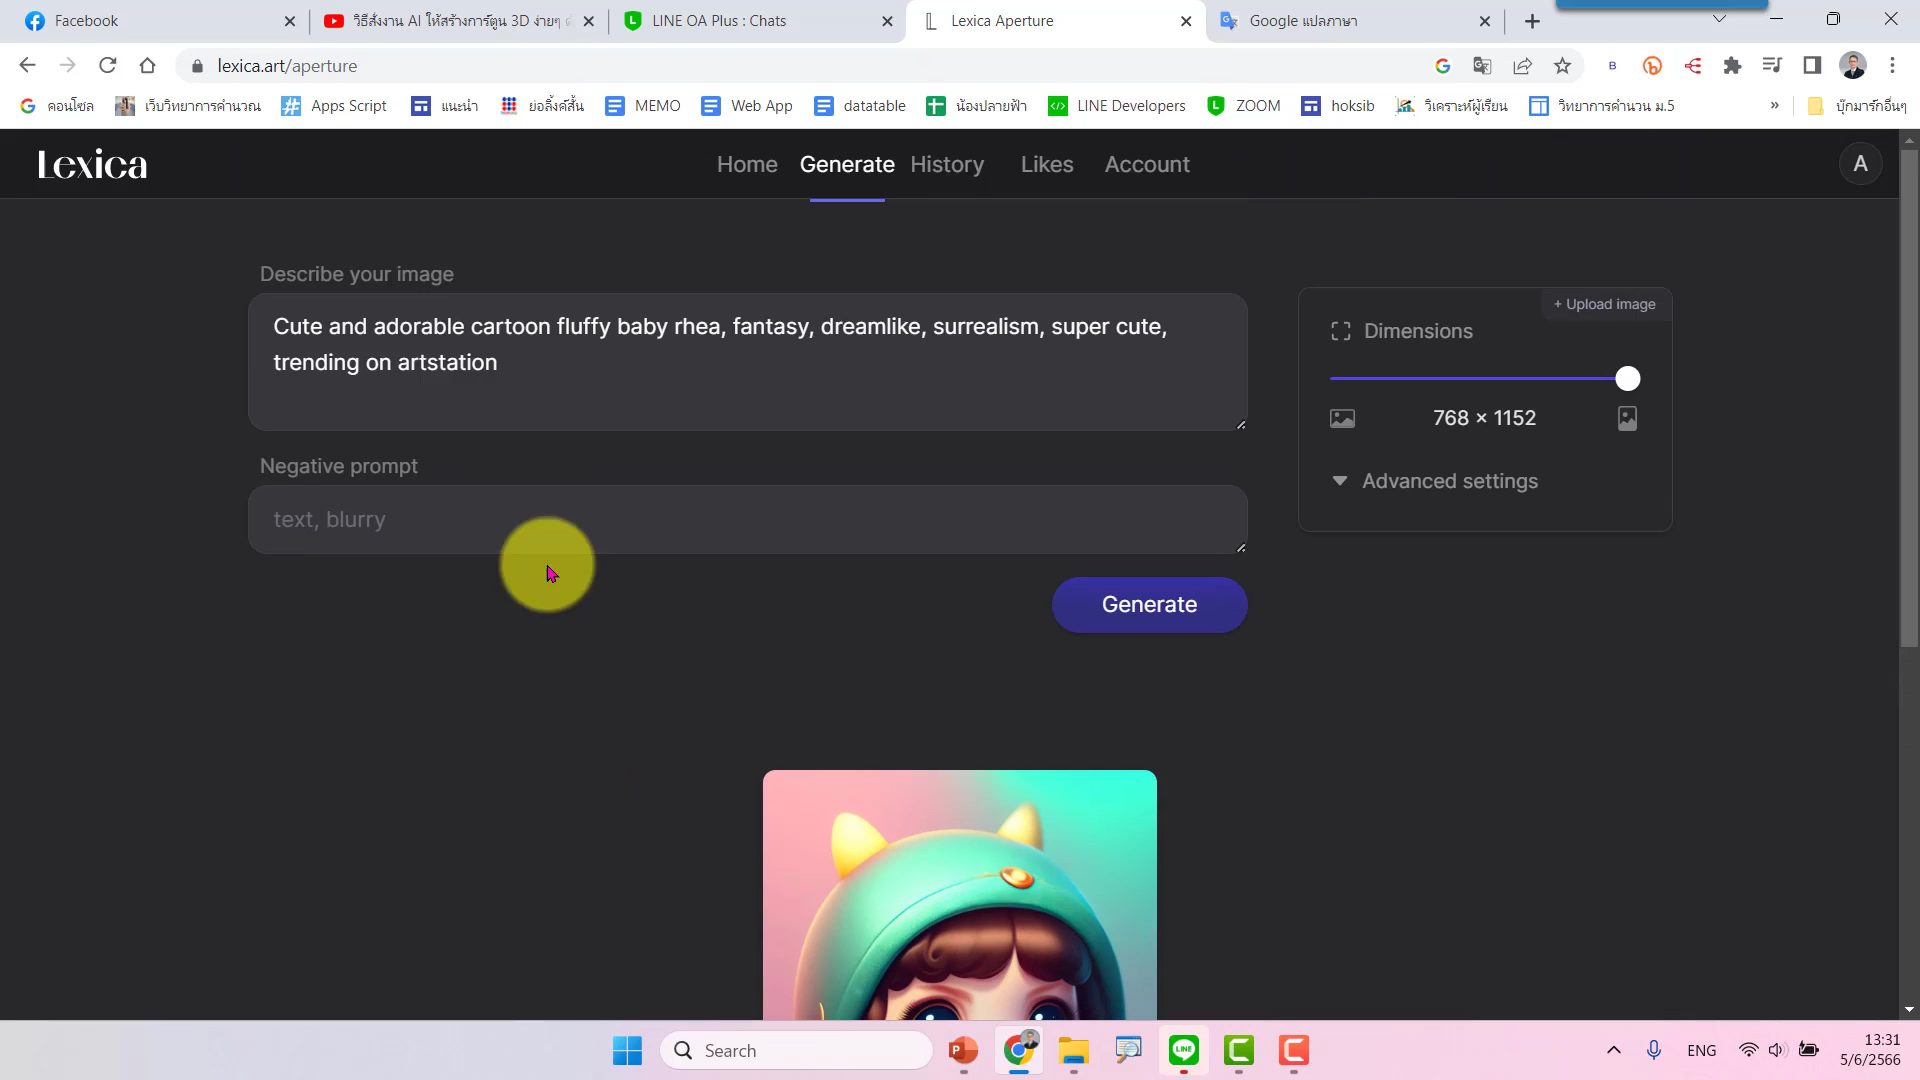 Facebook
วิธีสั่งงาน AI ให้สร้างการ์ตูน 3D ง่ายๆ
LINE OA Plus : Chats
Lexica Aperture
Google แปลภาษา
lexica.art/aperture
คอนโซล
เว็บวิทยาการคำนวณ
Apps Script
แนะนำ
ย่อลิ้งค์สั้น
MEMO
Web App
datatable
น้องปลายฟ้า
LINE Developers
ZOOM
hoksib
วิเคราะห์ผู้เรียน
วิทยาการคำนวน ม.5
»
บุ๊กมาร์กอื่นๆ
Lexica
Home
Generate
History
Likes
Account
A
Describe your image
Cute and adorable cartoon fluffy baby rhea, fantasy, dreamlike, surrealism, super cute,
trending on artstation
+ Upload image
Dimensions
768 × 1152
Advanced settings
Negative prompt
text, blurry
Generate
Search
ENG
13:31
5/6/2566